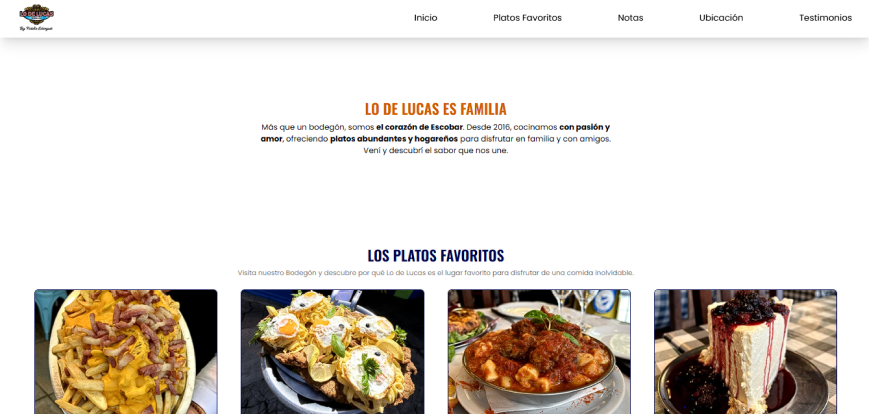 LO DE LUCAS
Inicio
Platos Favoritos
Notas
Ubicación
Testimonios
LO DE LUCAS ES FAMILIA
Más que un bodegón, somos el corazón de Escobar. Desde 2016, cocinamos con pasión y
amor, ofreciendo platos abundantes y hogareños para disfrutar en familia y con amigos.
Vení y descubrí el sabor que nos une.
LOS PLATOS FAVORITOS
Visita nuestro Bodegón y descubre por qué Lo de Lucas es el lugar favorito para disfrutar de una comida Inolvidable.